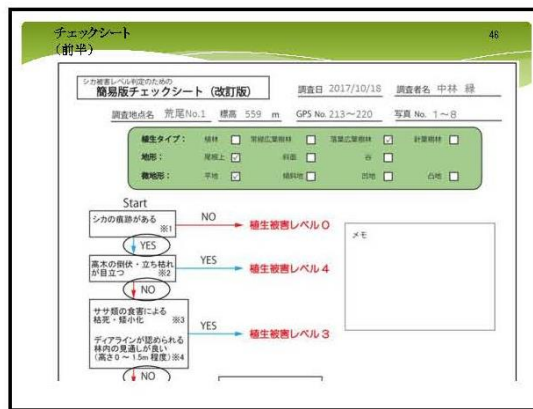 チェックシート
(前半)
46
シカ被害レベル判定のための
簡易版チェックシート（改訂版）
調査日 2017/10/18 調査者名 中林 緑
調査地点名 荒尾No.1 標高 559 m GPS No. 213～220 写真 No. 1～8
植生タイプ： 植林 常緑広葉樹林 落葉広葉樹林 針葉樹林
地形： 尾根上 斜面 谷
微地形： 平地 傾斜地 凹地 凸地
Start
シカの痕跡がある
※1
NO
植生被害レベル0
YES
メモ
高木の倒伏・立ち枯れ
が目立つ ※2
YES
植生被害レベル4
NO
ササ類の食害による
枯死・矮小化 ※3
ディアラインが認められる
林内の見通しが良い
(高さ0～1.5m程度)※4
YES
植生被害レベル3
NO